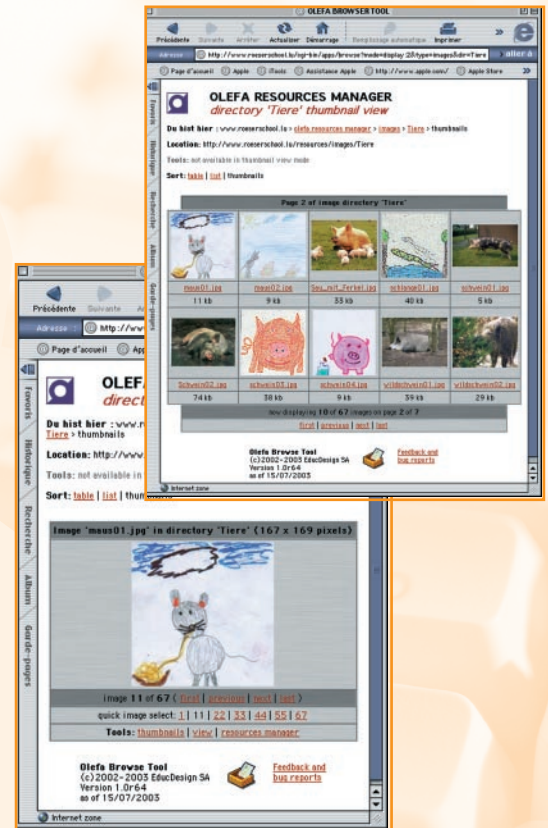 OLEFA BROWSER TOOL
Précédente Suivante Arrêter Actualiser Démarrage Remplissage automatique Imprimer »
Adresse : http://www.roeserschool.lu/cgi-bin/apps/browse?mode=display:2&type=images&dir=Tiere aller à
Page d'accueil Apple iTools Assistance Apple http://www.apple.com/ Apple Store »
Favoris
Historique
Recherche
Album
Garde-pages
OLEFA RESOURCES MANAGER
directory 'Tiere' thumbnail view
Du bist hier : www.roeserschool.lu > olefa resources manager > images > Tiere > thumbnails
Location: http://www.roeserschool.lu/resources/images/Tiere
Tools: not available in thumbnail view mode
Sort: table | list | thumbnails
Page 2 of image directory 'Tiere'
maus01.jpg maus02.jpg Sau_mit_Ferkel.jpg schlange01.jpg schwein01.jpg
11 kb 9 kb 33 kb 40 kb 5 kb
Schwein02.jpg schwein03.jpg schwein04.jpg wildschwein01.jpg wildschwein02.jpg
74 kb 38 kb 9 kb 39 kb 29 kb
now displaying 10 of 67 images on page 2 of 7
first | previous | next | last
Olefa Browse Tool
(c)2002-2003 EducDesign SA
Version 1.0r64
as of 15/07/2003
Feedback and
bug reports
Internet zone
Précédente Suivante
Adresse : http://ww
Page d'accueil App
Favoris
Historique
Recherche
Album
Garde-pages
OLEF
direct
Du bist hier : www.r
Tiere > thumbnails
Location: http://www
Tools: not available in
Sort: table | list | thum
Image 'maus01.jpg' in directory 'Tiere' (167 x 169 pixels)
image 11 of 67 ( first | previous | next | last )
quick image select: 1 | 11 | 22 | 33 | 44 | 55 | 67
Tools: thumbnails | view | resources manager
Olefa Browse Tool
(c)2002-2003 EducDesign SA
Version 1.0r64
as of 15/07/2003
Feedback and
bug reports
Internet zone